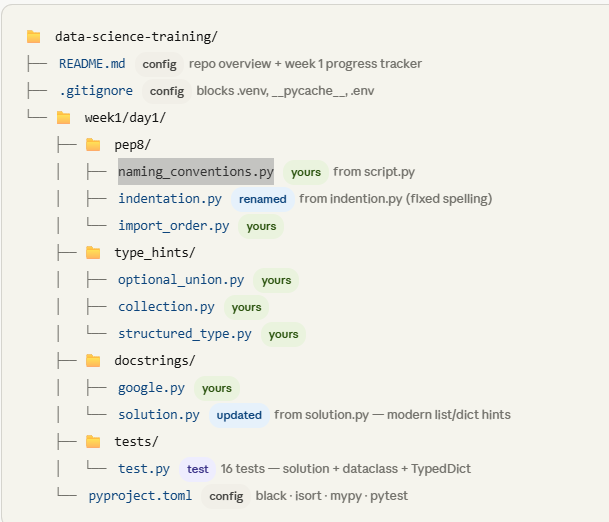 data-science-training/
├── README.md config repo overview + week 1 progress tracker
├── .gitignore config blocks .venv, __pycache__, .env
└── week1/day1/
├── pep8/
│ ├── naming_conventions.py yours from script.py
│ ├── indentation.py renamed from indention.py (fixed spelling)
│ └── import_order.py yours
├── type_hints/
│ ├── optional_union.py yours
│ ├── collection.py yours
│ └── structured_type.py yours
├── docstrings/
│ ├── google.py yours
│ └── solution.py updated from solution.py — modern list/dict hints
├── tests/
│ └── test.py test 16 tests — solution + dataclass + TypedDict
└── pyproject.toml config black · isort · mypy · pytest